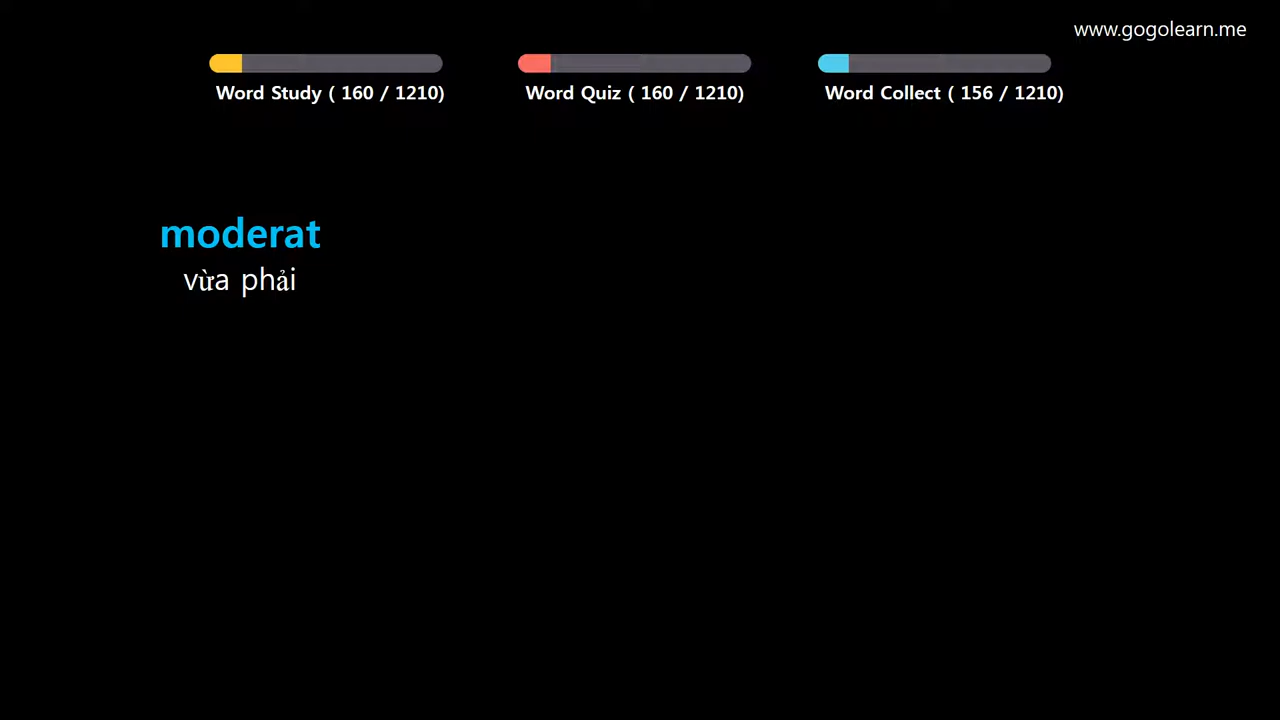 www.gogolearn.me
Word Study ( 160 / 1210)
Word Quiz ( 160 / 1210)
Word Collect ( 156 / 1210)
moderat
vừa phải